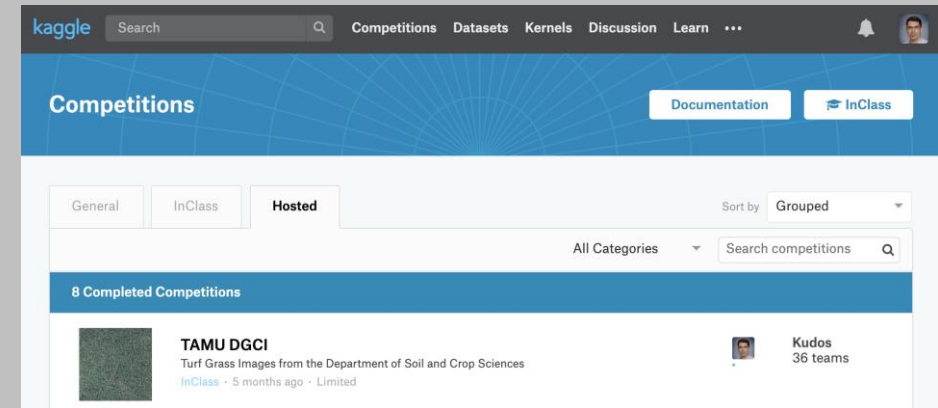 kaggle Search Competitions Datasets Kernels Discussion Learn •••
Competitions Documentation InClass
General InClass Hosted Sort by Grouped
All Categories Search competitions
8 Completed Competitions
TAMU DGCI Kudos
Turf Grass Images from the Department of Soil and Crop Sciences 36 teams
InClass · 5 months ago · Limited